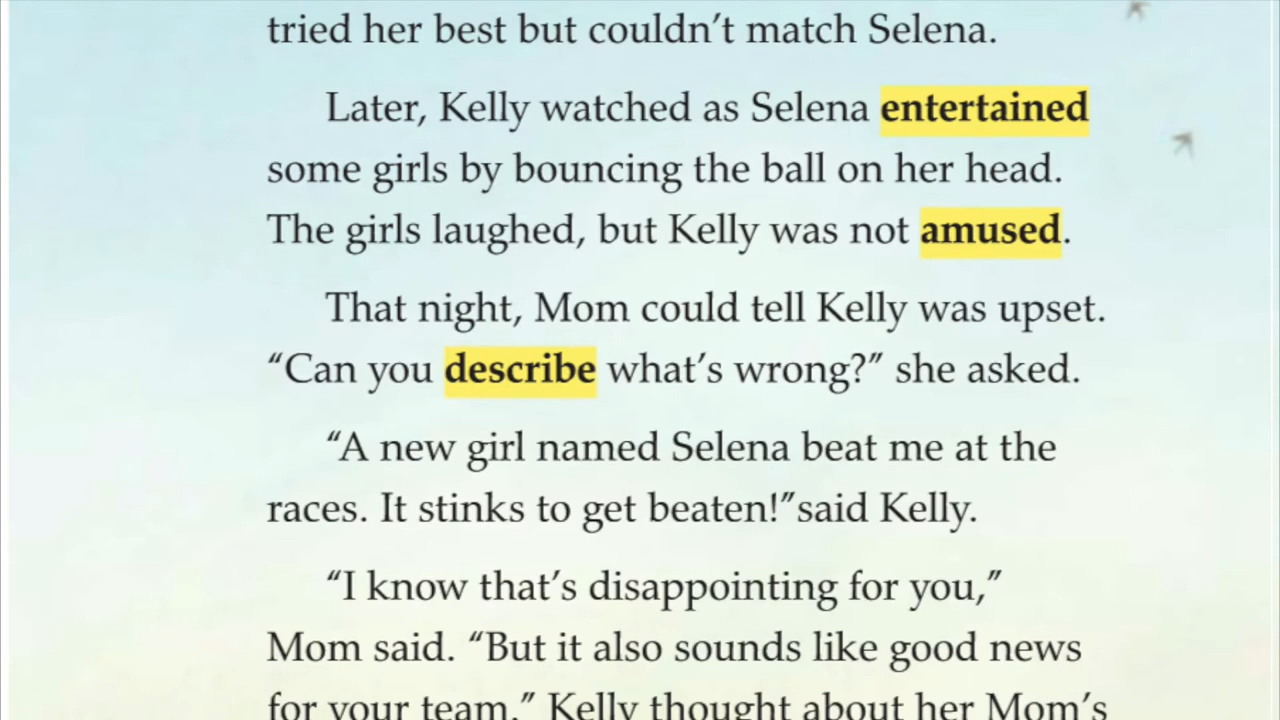 tried her best but couldn’t match Selena.
Later, Kelly watched as Selena entertained
some girls by bouncing the ball on her head.
The girls laughed, but Kelly was not amused.
That night, Mom could tell Kelly was upset.
“Can you describe what’s wrong?” she asked.
“A new girl named Selena beat me at the
races. It stinks to get beaten!”said Kelly.
“I know that’s disappointing for you,”
Mom said. “But it also sounds like good news
for your team.” Kelly thought about her Mom’s